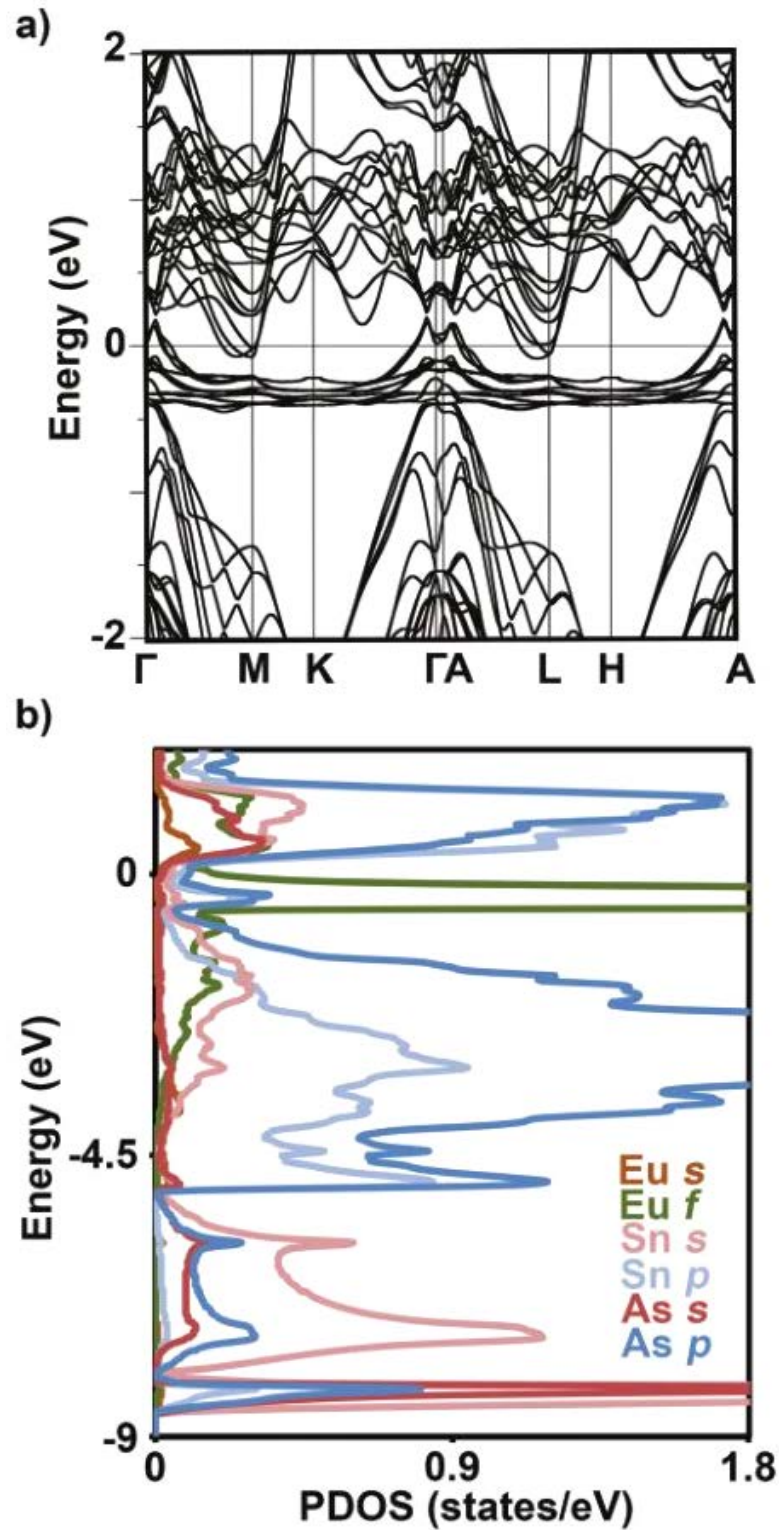 a)
2
0
-2
Energy (eV)
Γ M K Γ A L H A
b)
0
-4.5
-9
Energy (eV)
Eu s
Eu f
Sn s
Sn p
As s
As p
0 0.9 1.8
PDOS (states/eV)